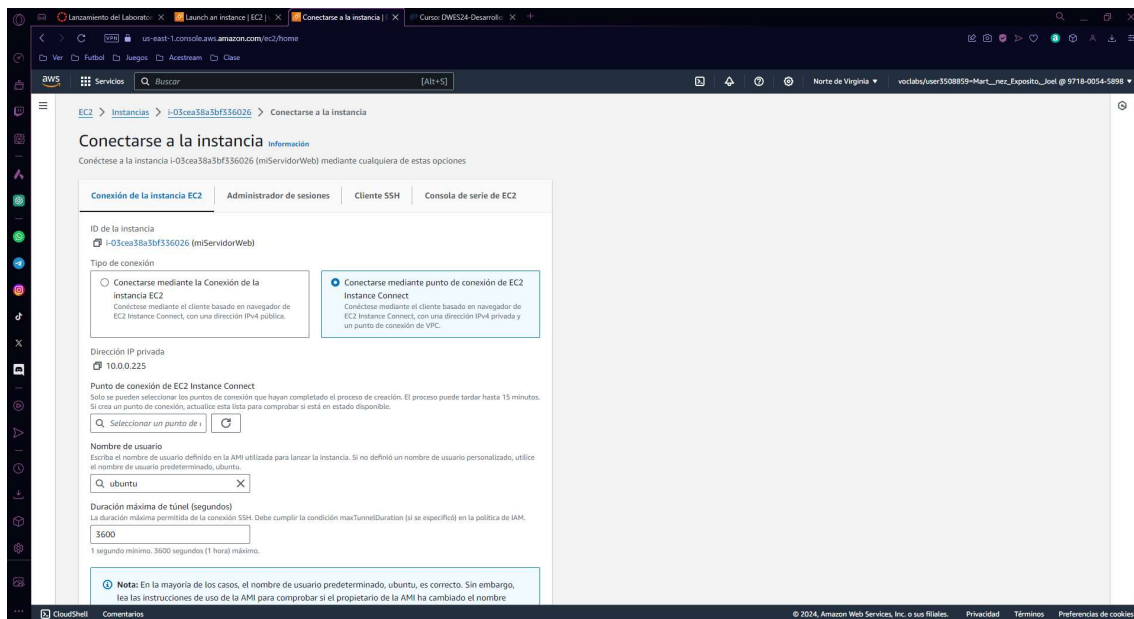 Lanzamiento del Laborator
Launch an instance | EC2 |
Conectarse a la instancia |
Curso: DWES24-Desarrollo
VPN
us-east-1.console.aws.amazon.com/ec2/home
Ver
Futbol
Juegos
Acestream
Clase
aws
Servicios
Buscar
[Alt+S]
Norte de Virginia
voclabs/user3508859=Mart__nez_Exposito,_Joel @ 9718-0054-5898
EC2 > Instancias > i-03cea38a3bf336026 > Conectarse a la instancia
Conectarse a la instancia Información
Conéctese a la instancia i-03cea38a3bf336026 (miServidorWeb) mediante cualquiera de estas opciones
Conexión de la instancia EC2
Administrador de sesiones
Cliente SSH
Consola de serie de EC2
ID de la instancia
i-03cea38a3bf336026 (miServidorWeb)
Tipo de conexión
Conectarse mediante la Conexión de la
instancia EC2
Conéctese mediante el cliente basado en navegador de
EC2 Instance Connect, con una dirección IPv4 pública.
Conectarse mediante punto de conexión de EC2
Instance Connect
Conéctese mediante el cliente basado en navegador de
EC2 Instance Connect, con una dirección IPv4 privada y
un punto de conexión de VPC.
Dirección IP privada
10.0.0.225
Punto de conexión de EC2 Instance Connect
Solo se pueden seleccionar los puntos de conexión que hayan completado el proceso de creación. El proceso puede tardar hasta 15 minutos.
Si crea un punto de conexión, actualice esta lista para comprobar si está en estado disponible.
Seleccionar un punto de
Nombre de usuario
Escriba el nombre de usuario definido en la AMI utilizada para lanzar la instancia. Si no definió un nombre de usuario personalizado, utilice
el nombre de usuario predeterminado, ubuntu.
ubuntu
Duración máxima de túnel (segundos)
La duración máxima permitida de la conexión SSH. Debe cumplir la condición maxTunnelDuration (si se especificó) en la política de IAM.
3600
1 segundo mínimo. 3600 segundos (1 hora) máximo.
Nota: En la mayoría de los casos, el nombre de usuario predeterminado, ubuntu, es correcto. Sin embargo,
lea las instrucciones de uso de la AMI para comprobar si el propietario de la AMI ha cambiado el nombre
CloudShell
Comentarios
© 2024, Amazon Web Services, Inc. o sus filiales.
Privacidad
Términos
Preferencias de cookies